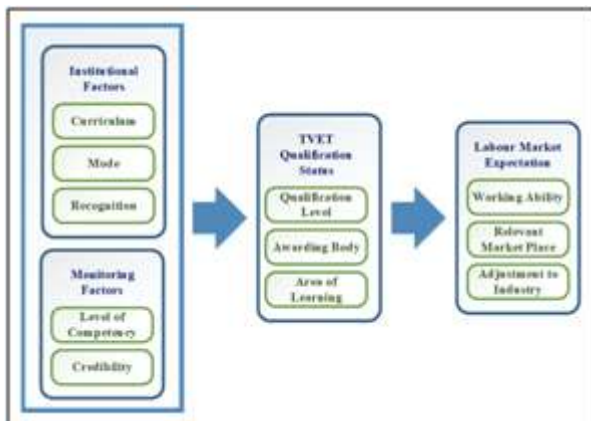 Institutional
Factors
Curriculum
Mode
Recognition
Monitoring
Factors
Level of
Competency
Credibility
TVET
Qualification
Status
Qualification
Level
Awarding Body
Area of
Learning
Labour Market
Expectation
Working Ability
Relevant
Market Place
Adjustment to
Industry